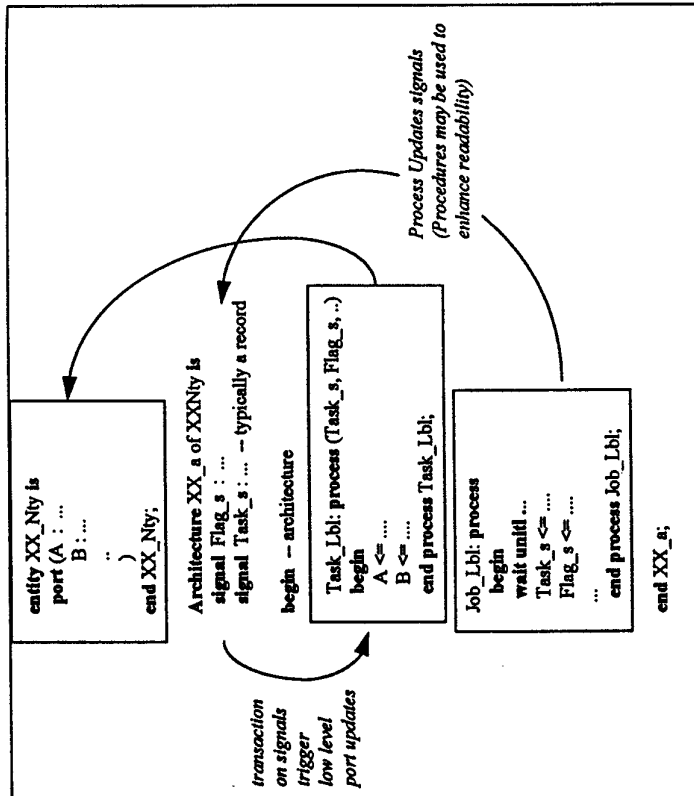 entity XX_Nty is
port (A : ...
B : ...
..
)
end XX_Nty;
Architecture XX_a of XXNty is
signal Flag_s : ...
signal Task_s : ... -- typically a record
begin -- architecture
Task_Lbl: process (Task_s, Flag_s, ..)
begin
A <= ....
B <= ....
end process Task_Lbl;
Job_Lbl: process
begin
wait unitl ...
Task_s <= ....
Flag_s <= ....
...
end process Job_Lbl;
end XX_a;
transaction
on signals
trigger
low level
port updates
Process Updates signals
(Procedures may be used to
enhance readability)